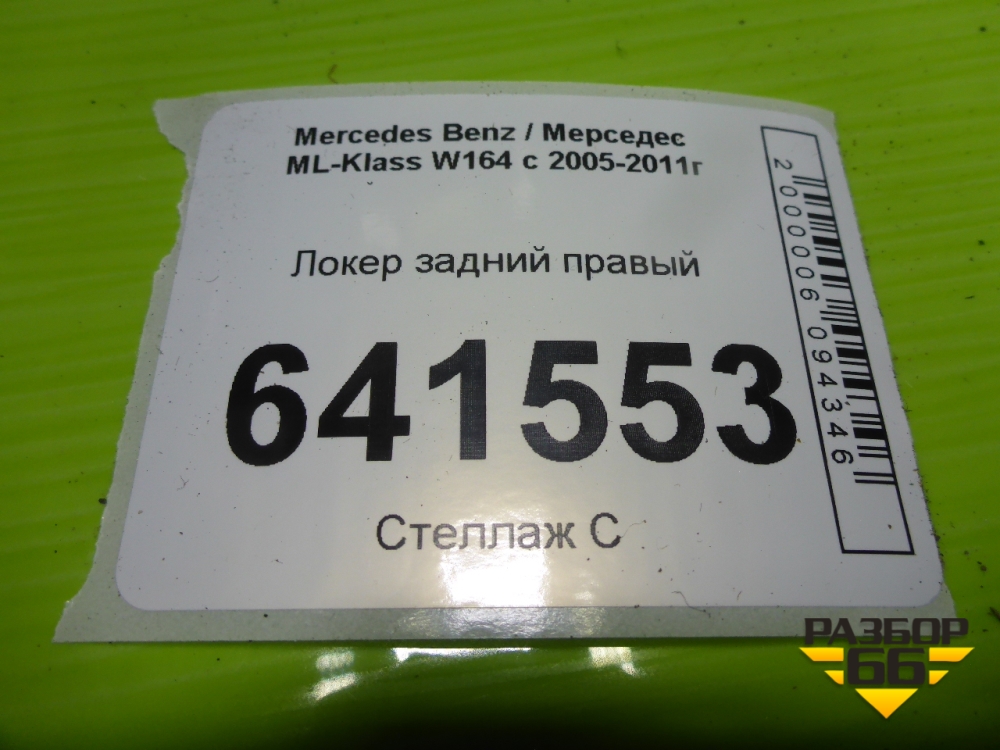 Mercedes Benz / Мерседес
ML-Klass W164 с 2005-2011г
Локер задний правый
641553
Стеллаж С
2000006094346
РАЗБОР
66